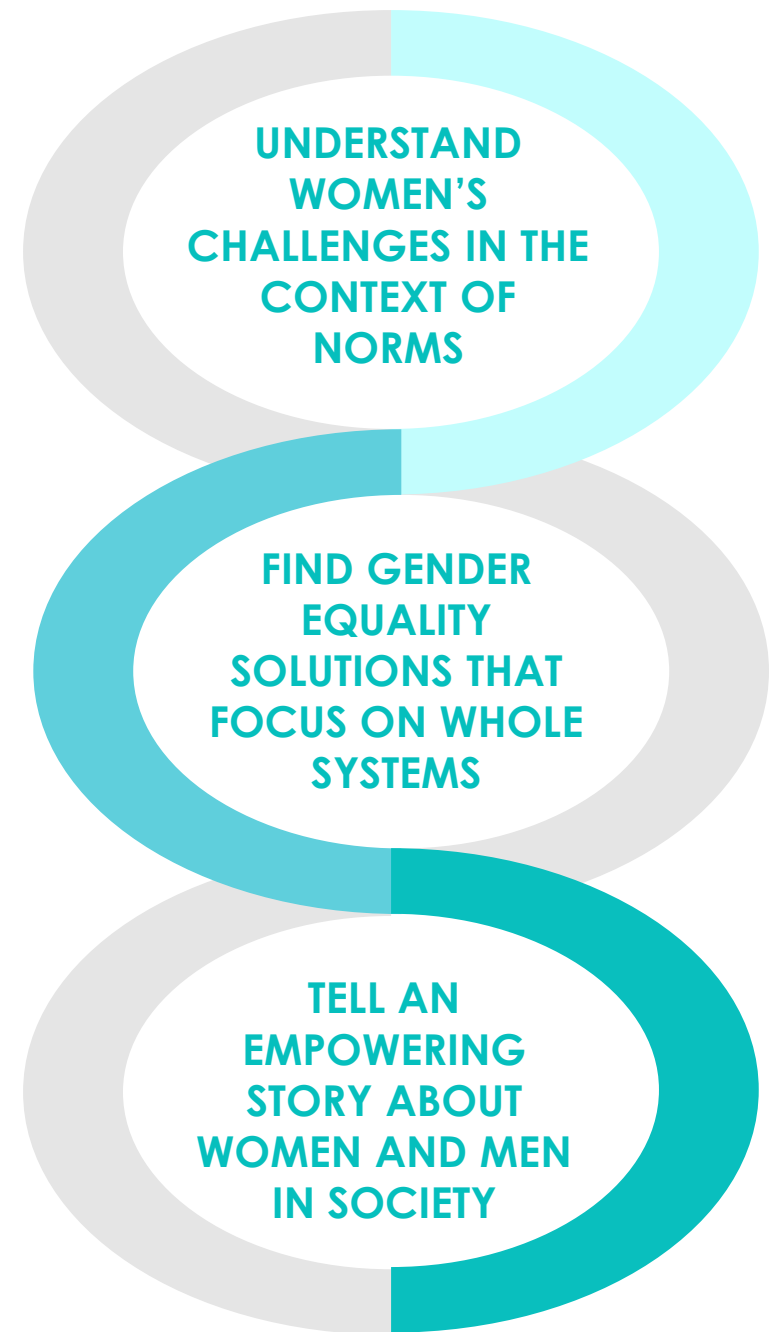 UNDERSTAND
WOMEN’S
CHALLENGES IN THE
CONTEXT OF
NORMS
FIND GENDER
EQUALITY
SOLUTIONS THAT
FOCUS ON WHOLE
SYSTEMS
TELL AN
EMPOWERING
STORY ABOUT
WOMEN AND MEN
IN SOCIETY